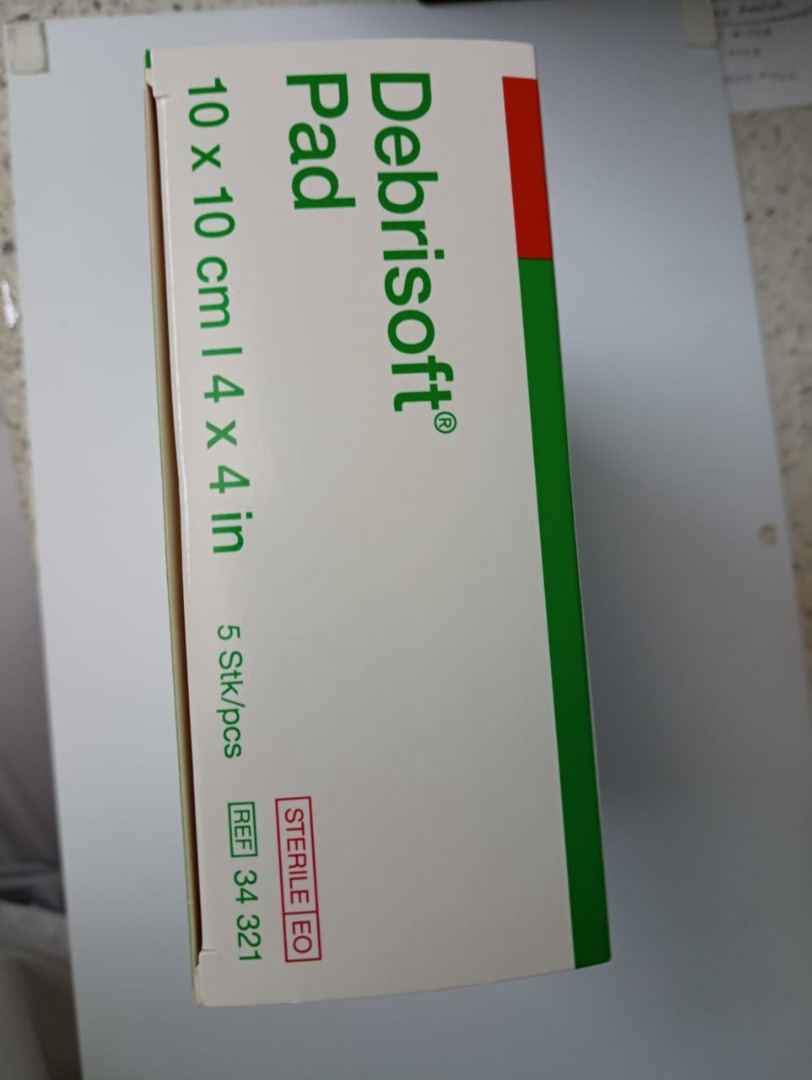 Debrisoft®
Pad
10 x 10 cm | 4 x 4 in
5 Stk/pcs
STERILE EO
REF 34 321